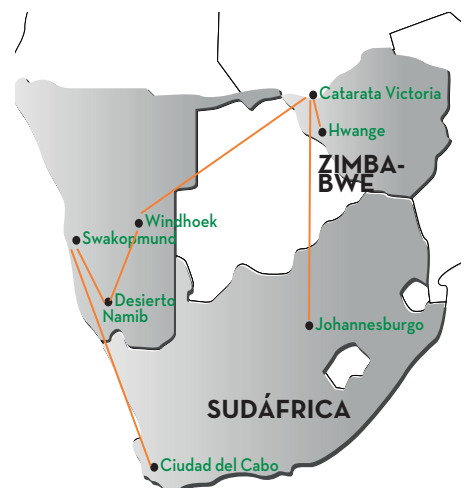 Catarata Victoria
Hwange
ZIMBA-
BWE
Windhoek
Swakopmund
Desierto
Namib
Johannesburgo
SUDÁFRICA
Ciudad del Cabo